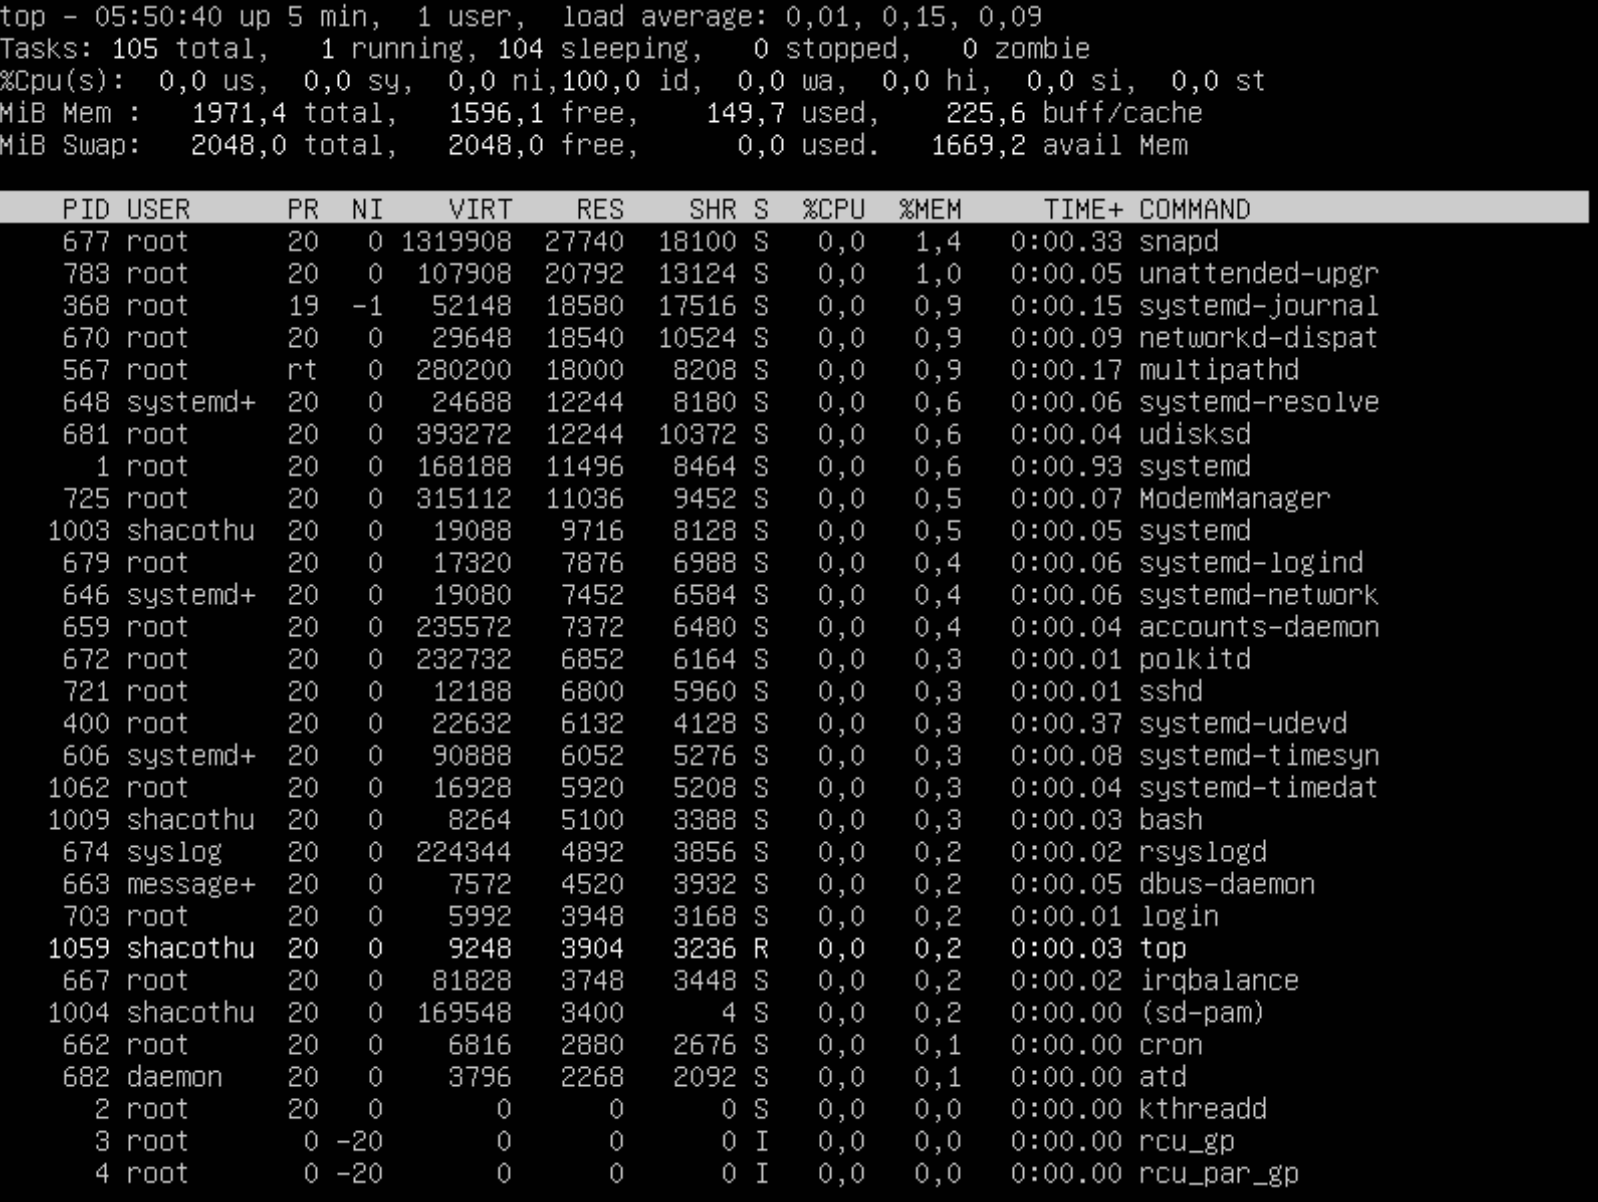 top - 05:50:40 up 5 min,  1 user,  load average: 0,01, 0,15, 0,09
Tasks: 105 total,   1 running, 104 sleeping,   0 stopped,   0 zombie
%Cpu(s):  0,0 us,  0,0 sy,  0,0 ni,100,0 id,  0,0 wa,  0,0 hi,  0,0 si,  0,0 st
MiB Mem :   1971,4 total,   1596,1 free,    149,7 used,    225,6 buff/cache
MiB Swap:   2048,0 total,   2048,0 free,      0,0 used.   1669,2 avail Mem
    PID USER      PR  NI    VIRT    RES    SHR S  %CPU  %MEM     TIME+ COMMAND
    677 root      20   0 1319908  27740  18100 S   0,0   1,4   0:00.33 snapd
    783 root      20   0  107908  20792  13124 S   0,0   1,0   0:00.05 unattended-upgr
    368 root      19  -1   52148  18580  17516 S   0,0   0,9   0:00.15 systemd-journal
    670 root      20   0   29648  18540  10524 S   0,0   0,9   0:00.09 networkd-dispat
    567 root      rt   0  280200  18000   8208 S   0,0   0,9   0:00.17 multipathd
    648 systemd+  20   0   24688  12244   8180 S   0,0   0,6   0:00.06 systemd-resolve
    681 root      20   0  393272  12244  10372 S   0,0   0,6   0:00.04 udisksd
      1 root      20   0  168188  11496   8464 S   0,0   0,6   0:00.93 systemd
    725 root      20   0  315112  11036   9452 S   0,0   0,5   0:00.07 ModemManager
   1003 shacothu  20   0   19088   9716   8128 S   0,0   0,5   0:00.05 systemd
    679 root      20   0   17320   7876   6988 S   0,0   0,4   0:00.06 systemd-logind
    646 systemd+  20   0   19080   7452   6584 S   0,0   0,4   0:00.06 systemd-network
    659 root      20   0  235572   7372   6480 S   0,0   0,4   0:00.04 accounts-daemon
    672 root      20   0  232732   6852   6164 S   0,0   0,3   0:00.01 polkitd
    721 root      20   0   12188   6800   5960 S   0,0   0,3   0:00.01 sshd
    400 root      20   0   22632   6132   4128 S   0,0   0,3   0:00.37 systemd-udevd
    606 systemd+  20   0   90888   6052   5276 S   0,0   0,3   0:00.08 systemd-timesyn
   1062 root      20   0   16928   5920   5208 S   0,0   0,3   0:00.04 systemd-timedat
   1009 shacothu  20   0    8264   5100   3388 S   0,0   0,3   0:00.03 bash
    674 syslog    20   0  224344   4892   3856 S   0,0   0,2   0:00.02 rsyslogd
    663 message+  20   0    7572   4520   3932 S   0,0   0,2   0:00.05 dbus-daemon
    703 root      20   0    5992   3948   3168 S   0,0   0,2   0:00.01 login
   1059 shacothu  20   0    9248   3904   3236 R   0,0   0,2   0:00.03 top
    667 root      20   0   81828   3748   3448 S   0,0   0,2   0:00.02 irqbalance
   1004 shacothu  20   0  169548   3400      4 S   0,0   0,2   0:00.00 (sd-pam)
    662 root      20   0    6816   2880   2676 S   0,0   0,1   0:00.00 cron
    682 daemon    20   0    3796   2268   2092 S   0,0   0,1   0:00.00 atd
      2 root      20   0       0      0      0 S   0,0   0,0   0:00.00 kthreadd
      3 root       0 -20       0      0      0 I   0,0   0,0   0:00.00 rcu_gp
      4 root       0 -20       0      0      0 I   0,0   0,0   0:00.00 rcu_par_gp